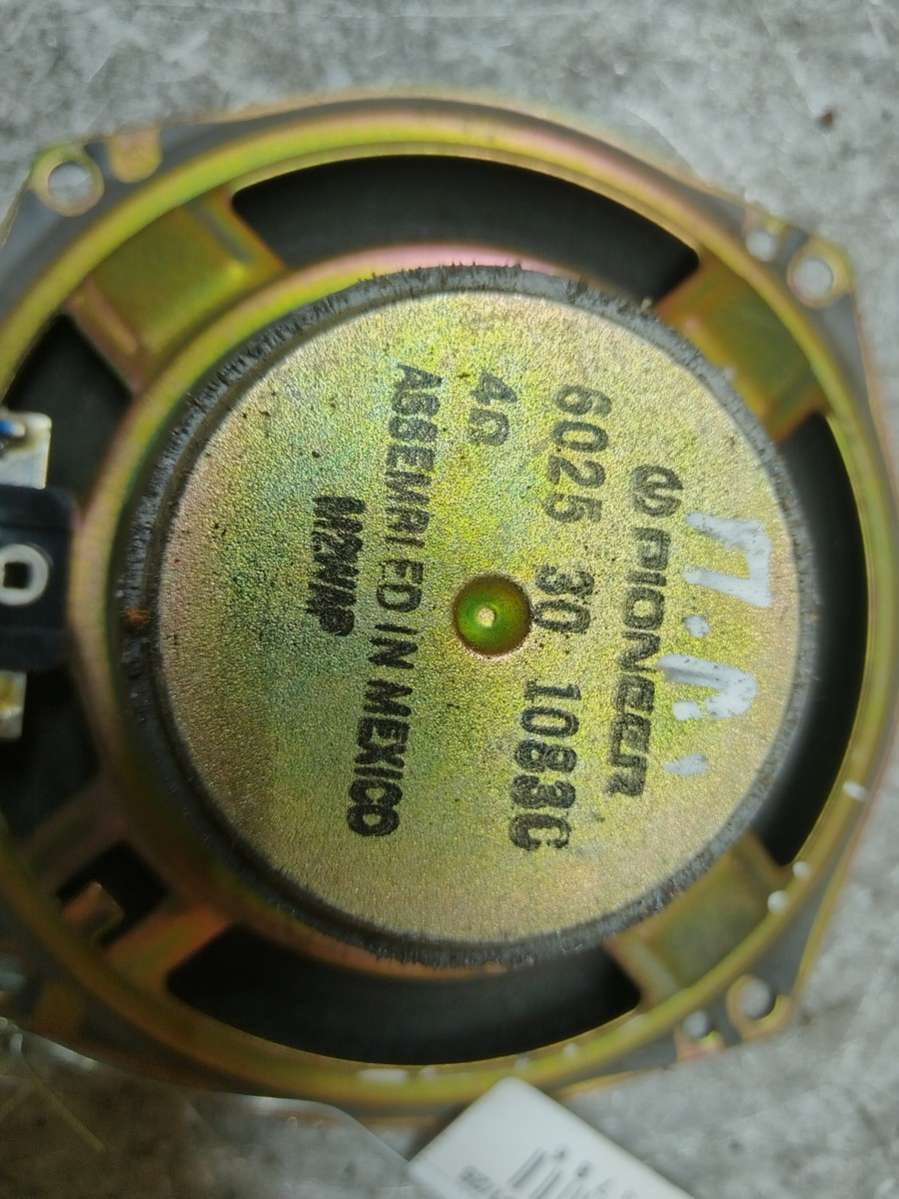 П.П.
PIONEER
6025 30 1083C
4Ω
ASSEMBLED IN MEXICO